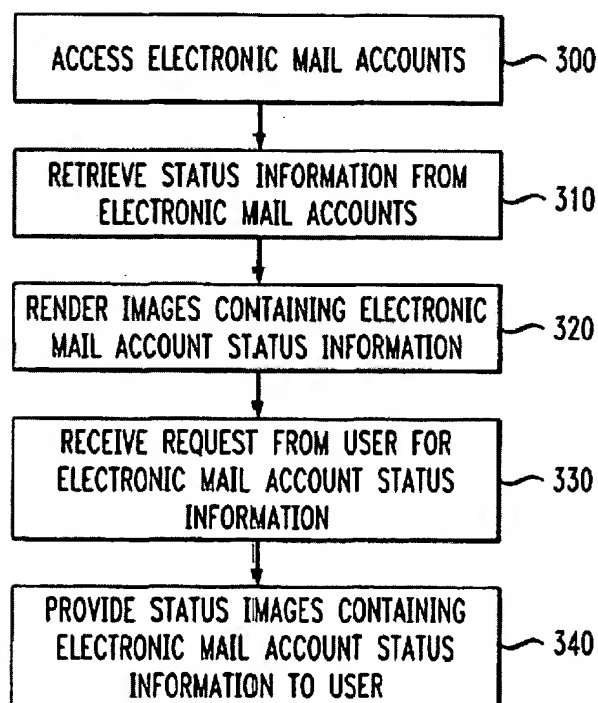 ACCESS ELECTRONIC MAIL ACCOUNTS 300
RETRIEVE STATUS INFORMATION FROM
ELECTRONIC MAIL ACCOUNTS 310
RENDER IMAGES CONTAINING ELECTRONIC
MAIL ACCOUNT STATUS INFORMATION 320
RECEIVE REQUEST FROM USER FOR
ELECTRONIC MAIL ACCOUNT STATUS 330
INFORMATION
PROVIDE STATUS IMAGES CONTAINING
ELECTRONIC MAIL ACCOUNT STATUS 340
INFORMATION TO USER